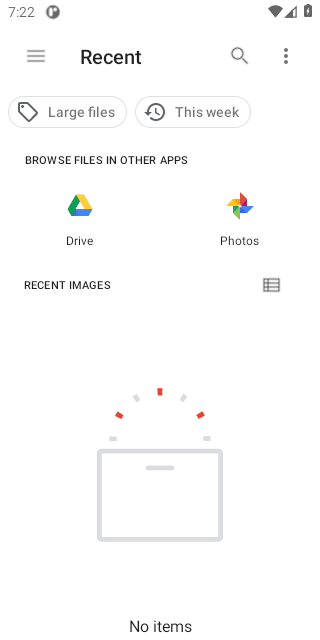 7:22
Recent
Large files
This week
BROWSE FILES IN OTHER APPS
Drive
Photos
RECENT IMAGES
No items